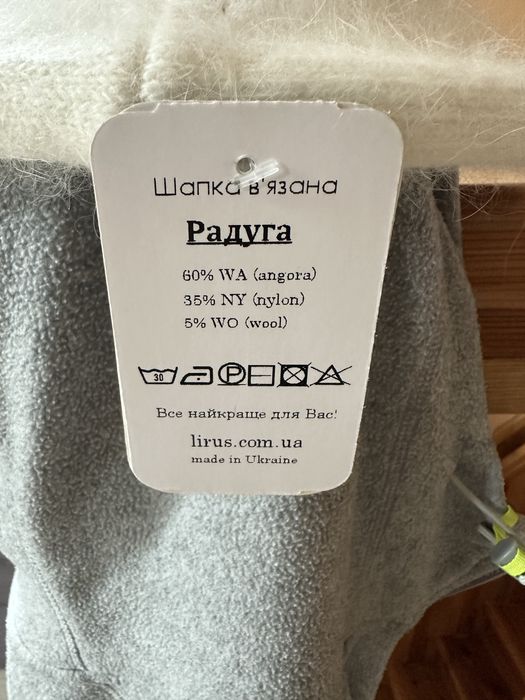 Шапка в'язана
Радуга
60% WA (angora)
35% NY (nylon)
5% WO (wool)
30 P
Все найкраще для Вас!
lirus.com.ua
made in Ukraine